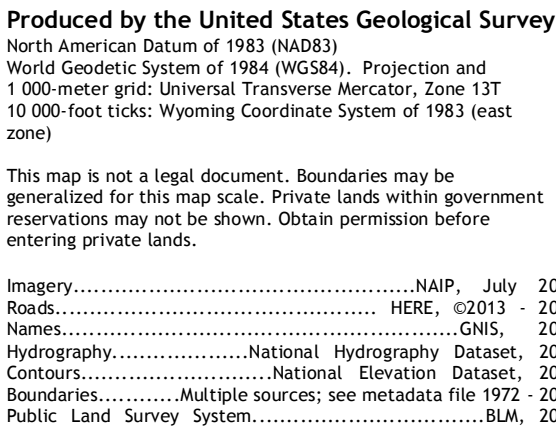 Produced by the United States Geological Survey
North American Datum of 1983 (NAD83)
World Geodetic System of 1984 (WGS84). Projection and
1 000-meter grid: Universal Transverse Mercator, Zone 13T
10 000-foot ticks: Wyoming Coordinate System of 1983 (east
zone)
This map is not a legal document. Boundaries may be
generalized for this map scale. Private lands within government
reservations may not be shown. Obtain permission before
entering private lands.
Imagery.................................................NAIP, July 20
Roads.............................................. HERE, ©2013 - 20
Names.........................................................GNIS, 20
Hydrography....................National Hydrography Dataset, 20
Contours............................National Elevation Dataset, 20
Boundaries............Multiple sources; see metadata file 1972 - 20
Public Land Survey System..................................BLM, 20